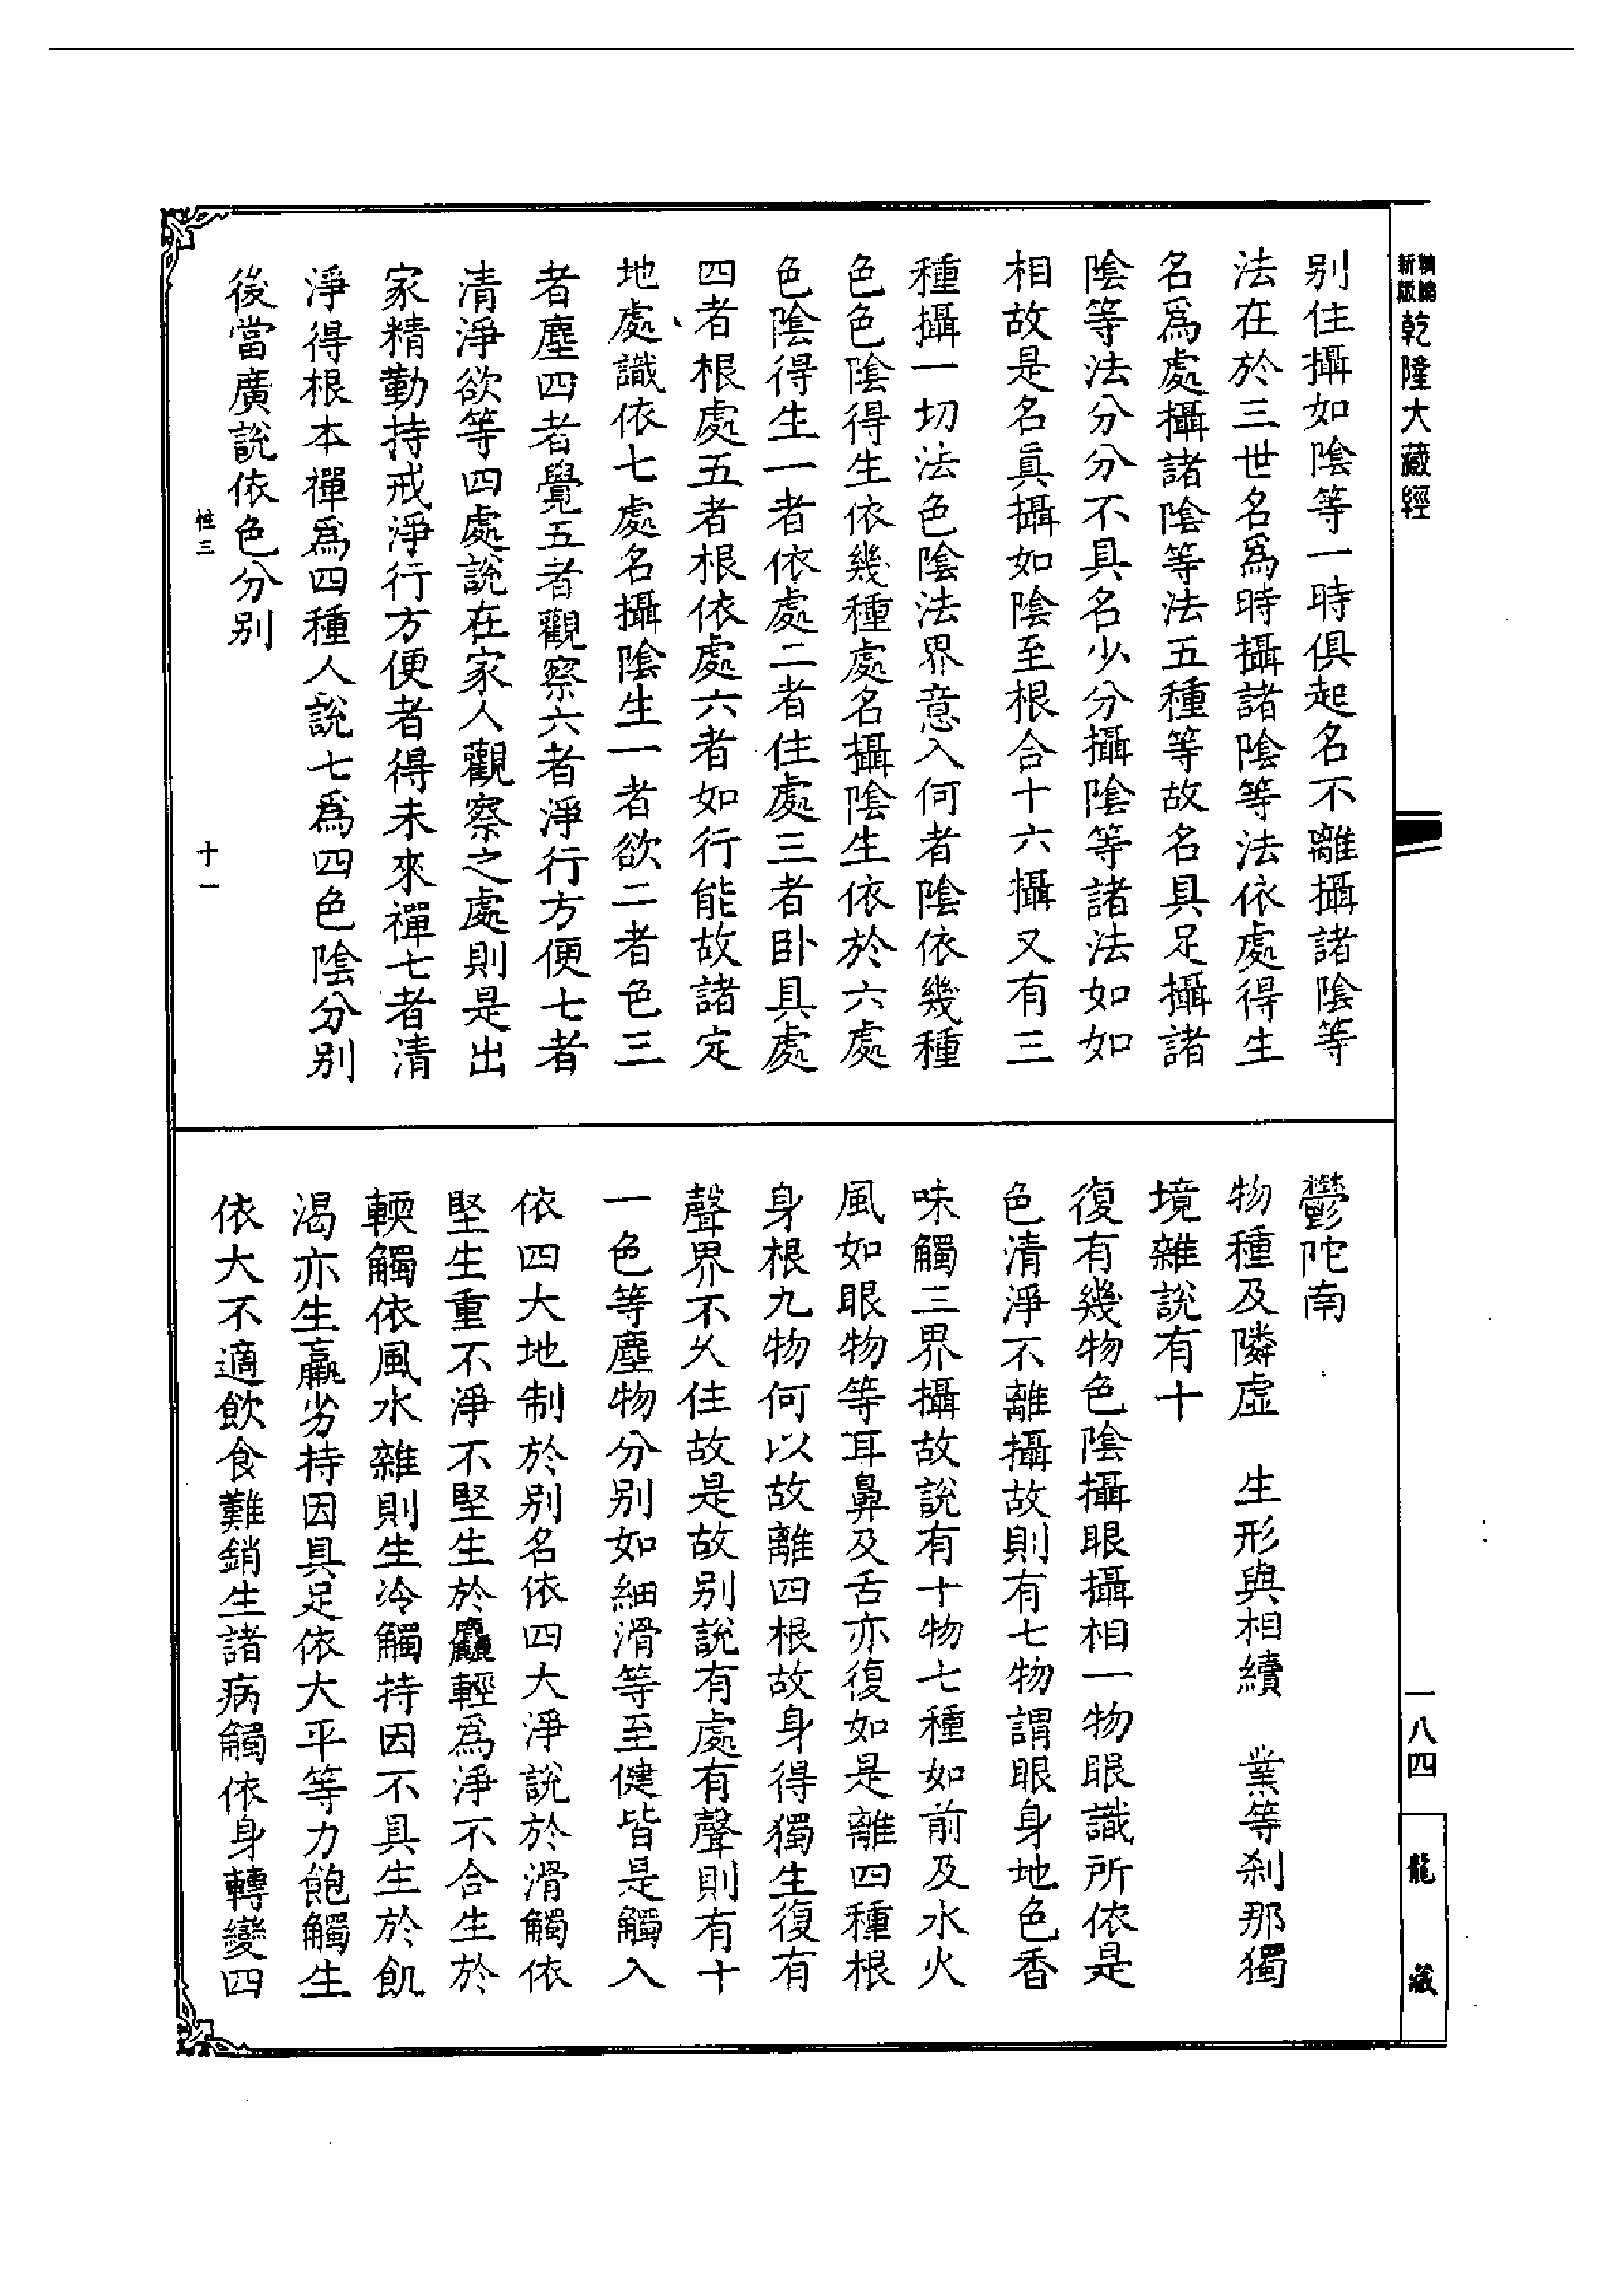 乾隆大藏經
別住攝如陰等一時俱起名不離攝諸陰等
法在於三世名爲時攝諸陰等法依處得生
名爲處攝諸陰等法五種等故名具足攝諸
陰等法分分不具名少分攝陰等諸法如如
相故是名眞攝如陰至根合十六攝又有三
種攝一切法色陰法界意入何者陰依幾種
色色陰得生依幾種處名攝陰生依於六處
色陰得生一者依處二者住處三者卧具處
四者根處五者根依處六者如行能故諸定
地處識依七處名攝陰生一者欲二者色三
者塵四者覺五者觀察六者淨行方便七者
清淨欲等四處說在家人觀察之處則是出
家精勤持戒淨行方便者得未來禪七者清
淨得根本禪爲四種人說七爲四色陰分別
後當廣說依色分別
性三
十一
鬱陀南
物種及隣虛　生形與相續　業等刹那獨
境雜說有十
復有幾物色陰攝眼攝相一物眼識所依是
色清淨不離攝故則有七物謂眼身地色香
味觸三界攝故說有十物七種如前及水火
風如眼物等耳鼻及舌亦復如是離四種根
身根九物何以故離四根故身得獨生復有
聲界不久住故是故別說有處有聲則有十
一色等塵物分別如細滑等至健皆是觸入
依四大地制於別名依四大淨說於滑觸依
堅生重不淨不堅生於麤輕為淨不合生於
輭觸依風水雜則生冷觸持因不具生於飢
渴亦生羸劣持因具足依大平等力飽觸生
依大不適飲食難銷生諸病觸依身轉變四
一八四
龍藏